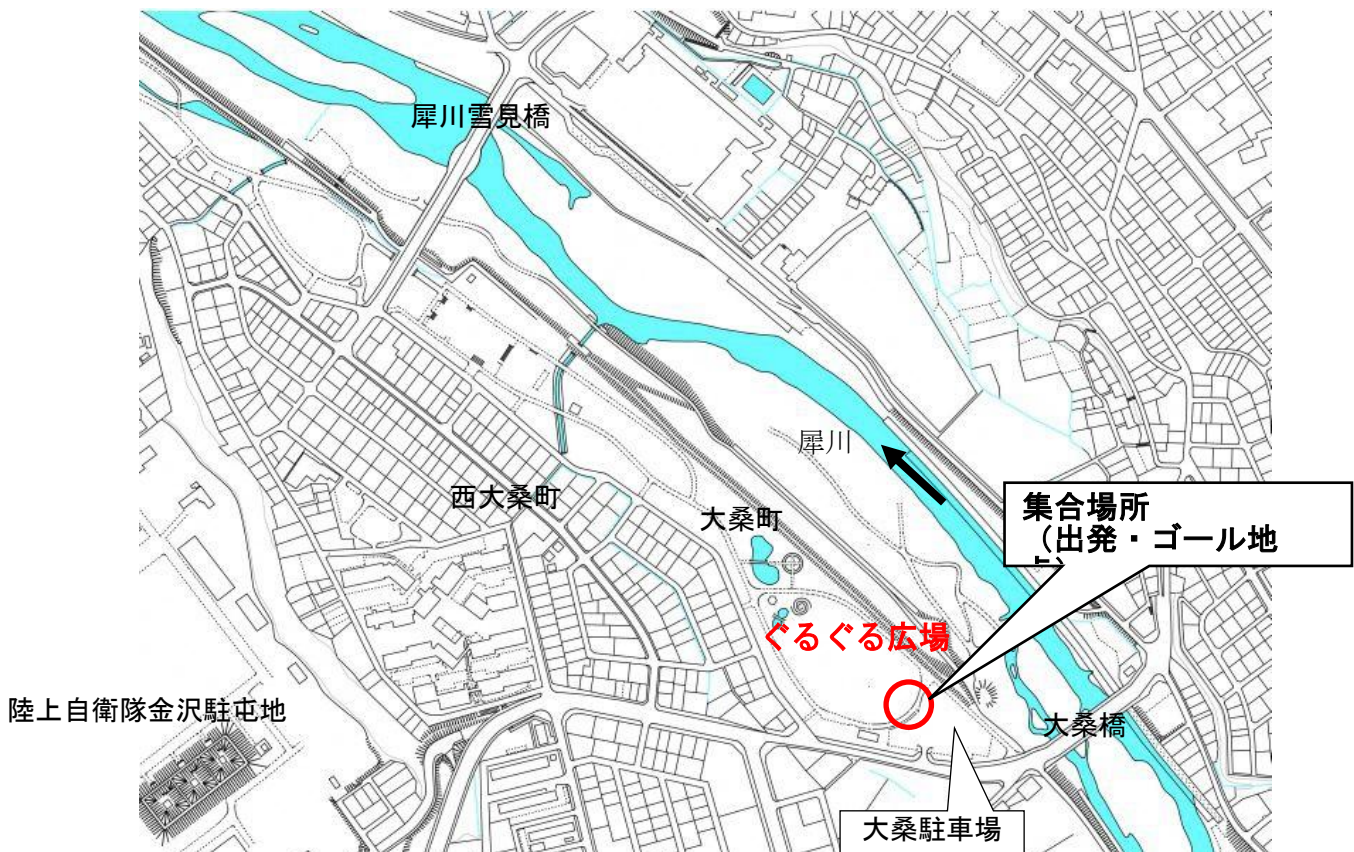 犀川雪見橋
犀川
集合場所
（出発・ゴール地
西大桑町
大桑町
ぐるぐる広場
陸上自衛隊金沢駐屯地
大桑橋
大桑駐車場